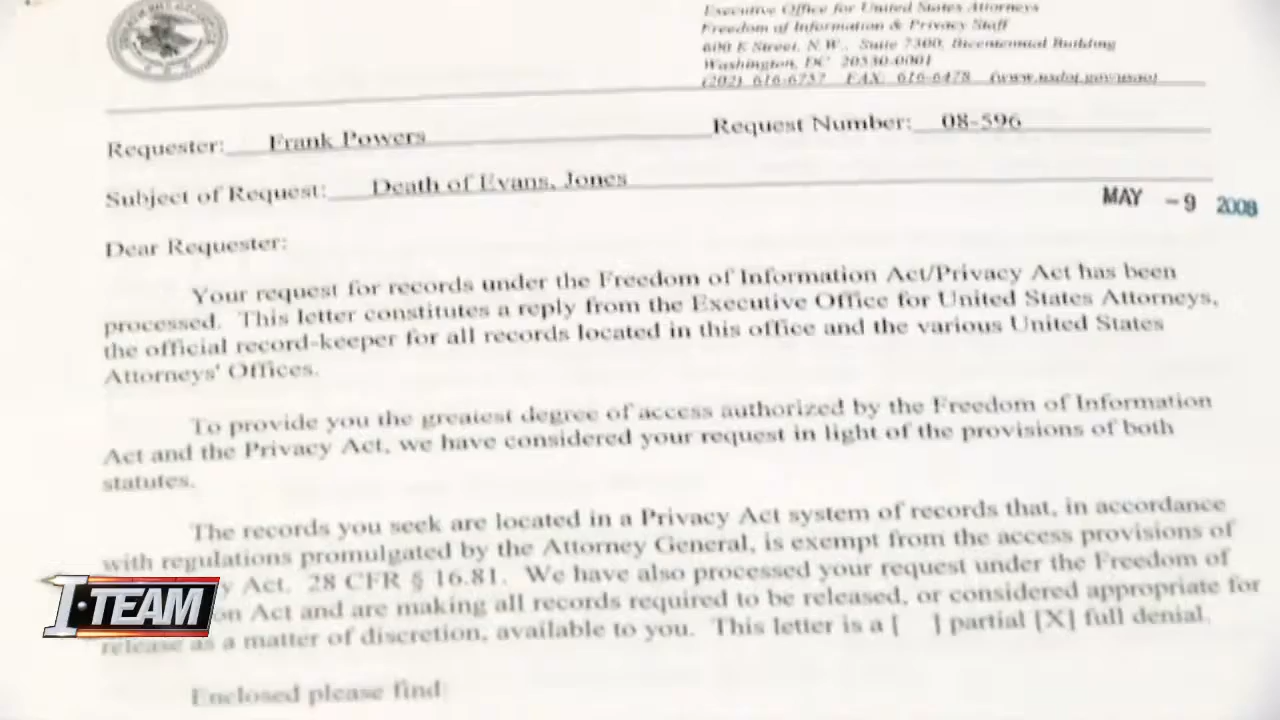 Executive Office for United States Attorneys
Freedom of Information & Privacy Staff
600 E Street, N.W., Suite 7300, Bicentennial Building
Washington, DC 20530-0001
(202) 616-6757 FAX: 616-6478 (www.usdoj.gov/usao)
Requester: Frank Powers Request Number: 08-596
Subject of Request: Death of Evans, Jones
MAY -9 2008
Dear Requester:
Your request for records under the Freedom of Information Act/Privacy Act has been
processed. This letter constitutes a reply from the Executive Office for United States Attorneys,
the official record-keeper for all records located in this office and the various United States
Attorneys' Offices.
To provide you the greatest degree of access authorized by the Freedom of Information
Act and the Privacy Act, we have considered your request in light of the provisions of both
statutes.
The records you seek are located in a Privacy Act system of records that, in accordance
with regulations promulgated by the Attorney General, is exempt from the access provisions of
y Act. 28 CFR § 16.81. We have also processed your request under the Freedom of
on Act and are making all records required to be released, or considered appropriate for
release as a matter of discretion, available to you. This letter is a [ ] partial [X] full denial.
Enclosed please find
I-TEAM